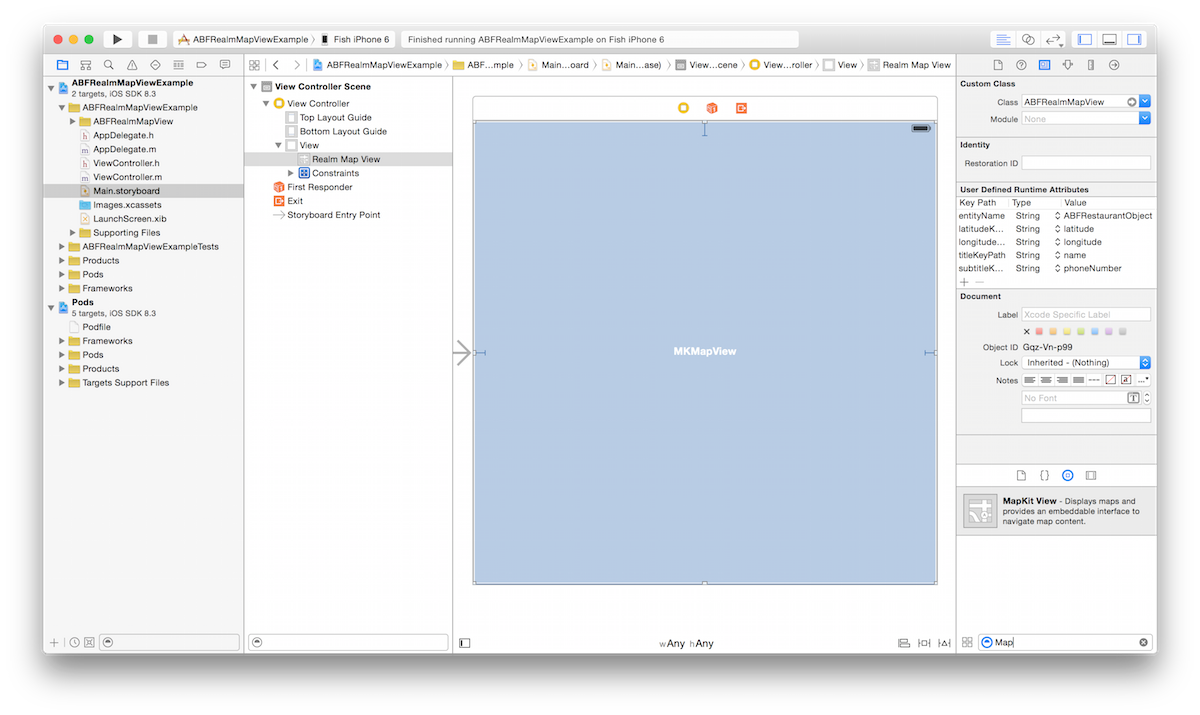 ABFRealmMapViewExample 〉 Fish iPhone 6
Finished running ABFRealmMapViewExample on Fish iPhone 6
ABFRealmMapViewExample
2 targets, iOS SDK 8.3
ABFRealmMapViewExample
ABFRealmMapView
AppDelegate.h
AppDelegate.m
ViewController.h
ViewController.m
Main.storyboard
Images.xcassets
LaunchScreen.xib
Supporting Files
ABFRealmMapViewExampleTests
Products
Pods
Frameworks
Pods
5 targets, iOS SDK 8.3
Podfile
Frameworks
Pods
Products
Targets Support Files
ABFRealmMapViewExample 〉 ABF...mple 〉 Main....oard 〉 Main....ase) 〉 View...cene 〉 View...roller 〉 View 〉 Realm Map View
View Controller Scene
View Controller
Top Layout Guide
Bottom Layout Guide
View
Realm Map View
Constraints
First Responder
Exit
Storyboard Entry Point
MKMapView
wAny hAny
Custom Class
Class ABFRealmMapView
Module None
Identity
Restoration ID
User Defined Runtime Attributes
Key Path Type Value
entityName String ABFRestaurantObject
latitudeK... String latitude
longitude... String longitude
titleKeyPath String name
subtitleK... String phoneNumber
Document
Label Xcode Specific Label
Object ID Gqz-Vn-p99
Lock Inherited - (Nothing)
Notes
No Font
MapKit View - Displays maps and
provides an embeddable interface to
navigate map content.
Map